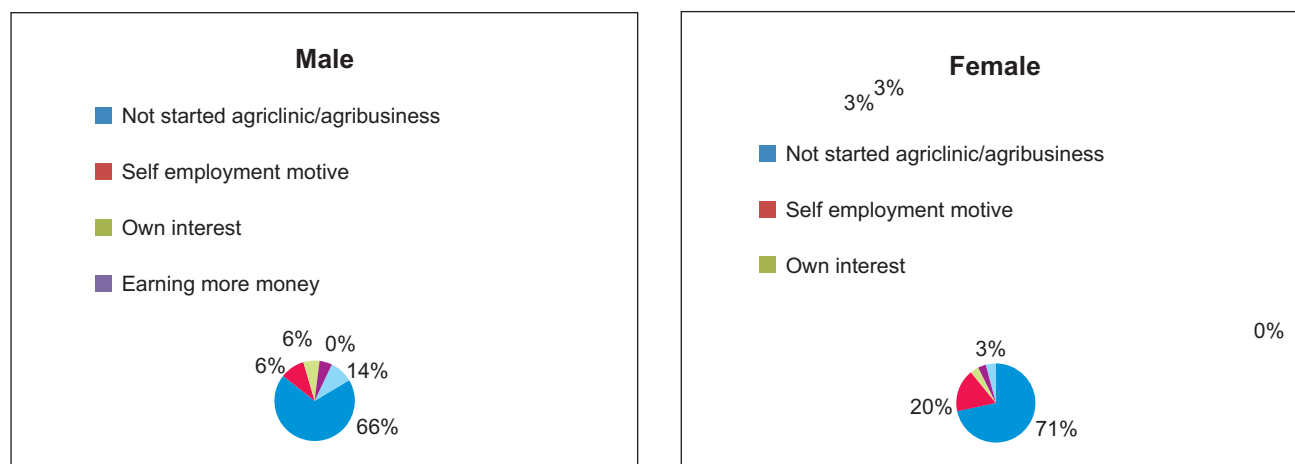 Male
Not started agriclinic/agribusiness
Self employment motive
Own interest
Earning more money
6%
0%
6%
14%
66%
Female
3%
3%
Not started agriclinic/agribusiness
Self employment motive
Own interest
0%
3%
20%
71%